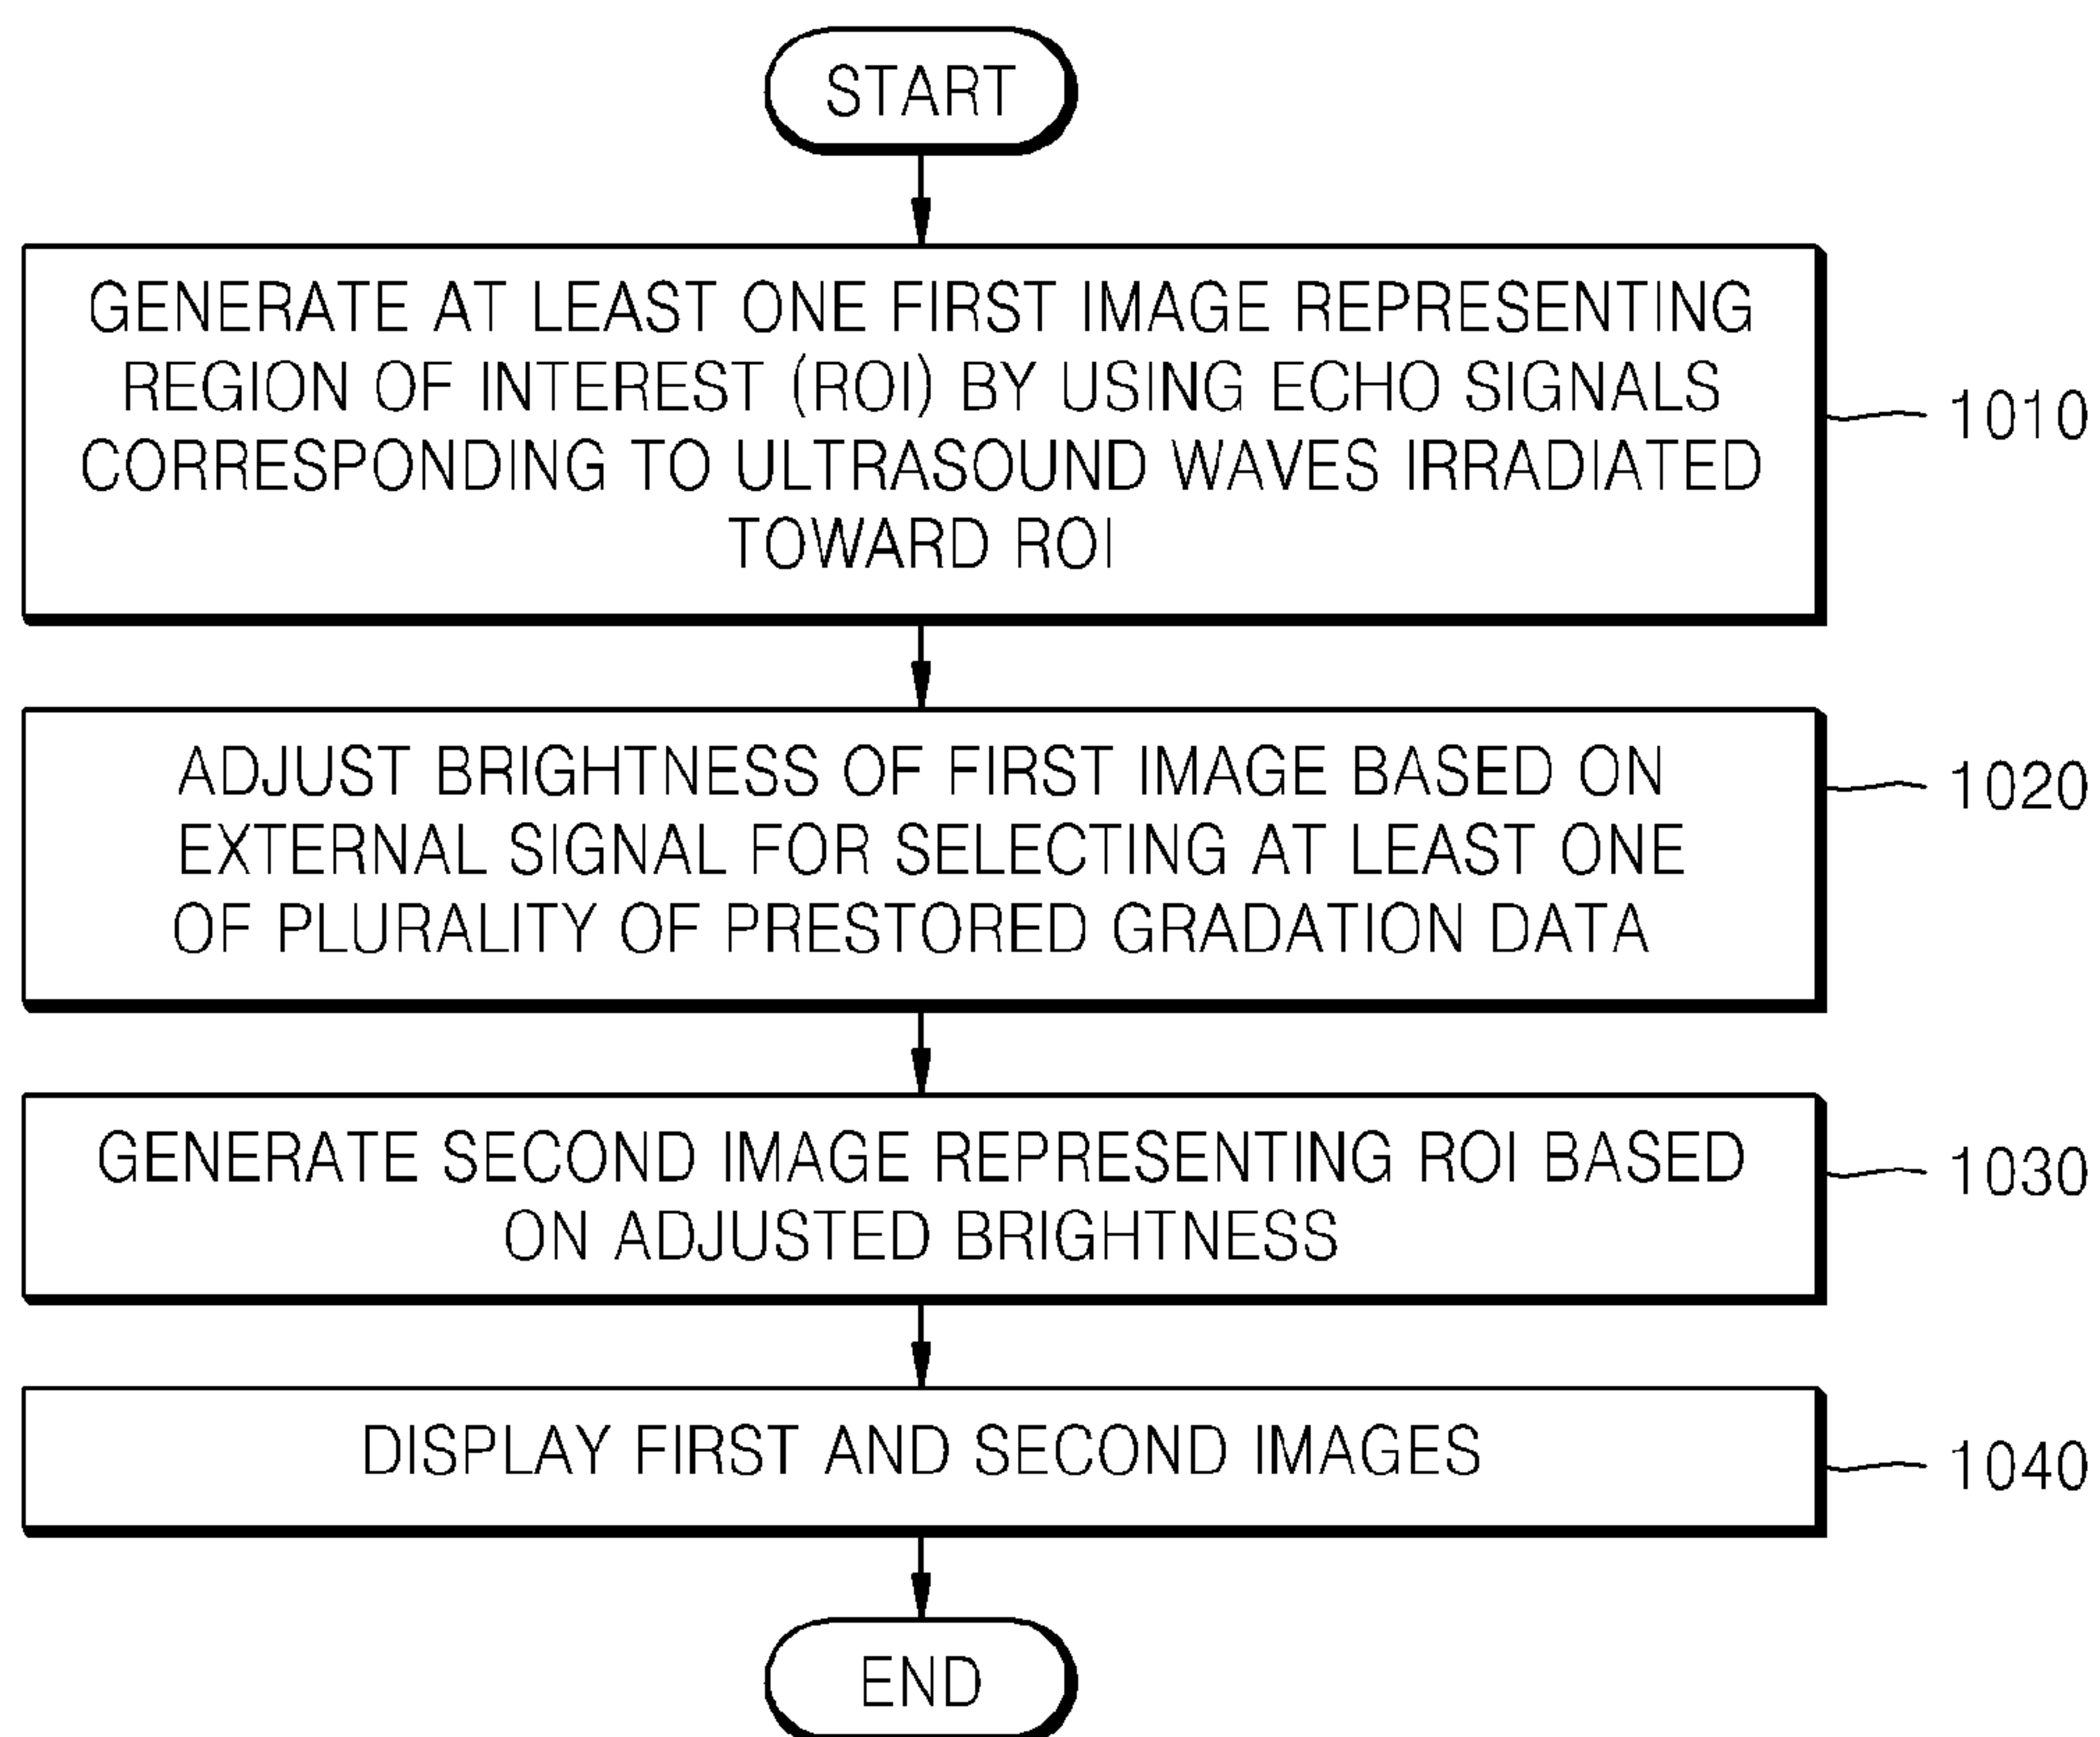 START
GENERATE AT LEAST ONE FIRST IMAGE REPRESENTING
REGION OF INTEREST (ROI) BY USING ECHO SIGNALS
CORRESPONDING TO ULTRASOUND WAVES IRRADIATED
TOWARD ROI
1010
ADJUST BRIGHTNESS OF FIRST IMAGE BASED ON
EXTERNAL SIGNAL FOR SELECTING AT LEAST ONE
OF PLURALITY OF PRESTORED GRADATION DATA
1020
GENERATE SECOND IMAGE REPRESENTING ROI BASED
ON ADJUSTED BRIGHTNESS
1030
DISPLAY FIRST AND SECOND IMAGES
1040
END